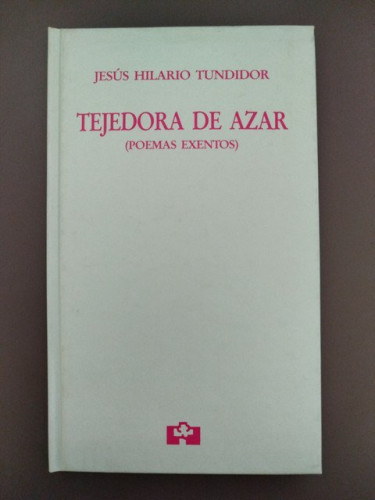 JESÚS HILARIO TUNDIDOR
TEJEDORA DE AZAR
(POEMAS EXENTOS)